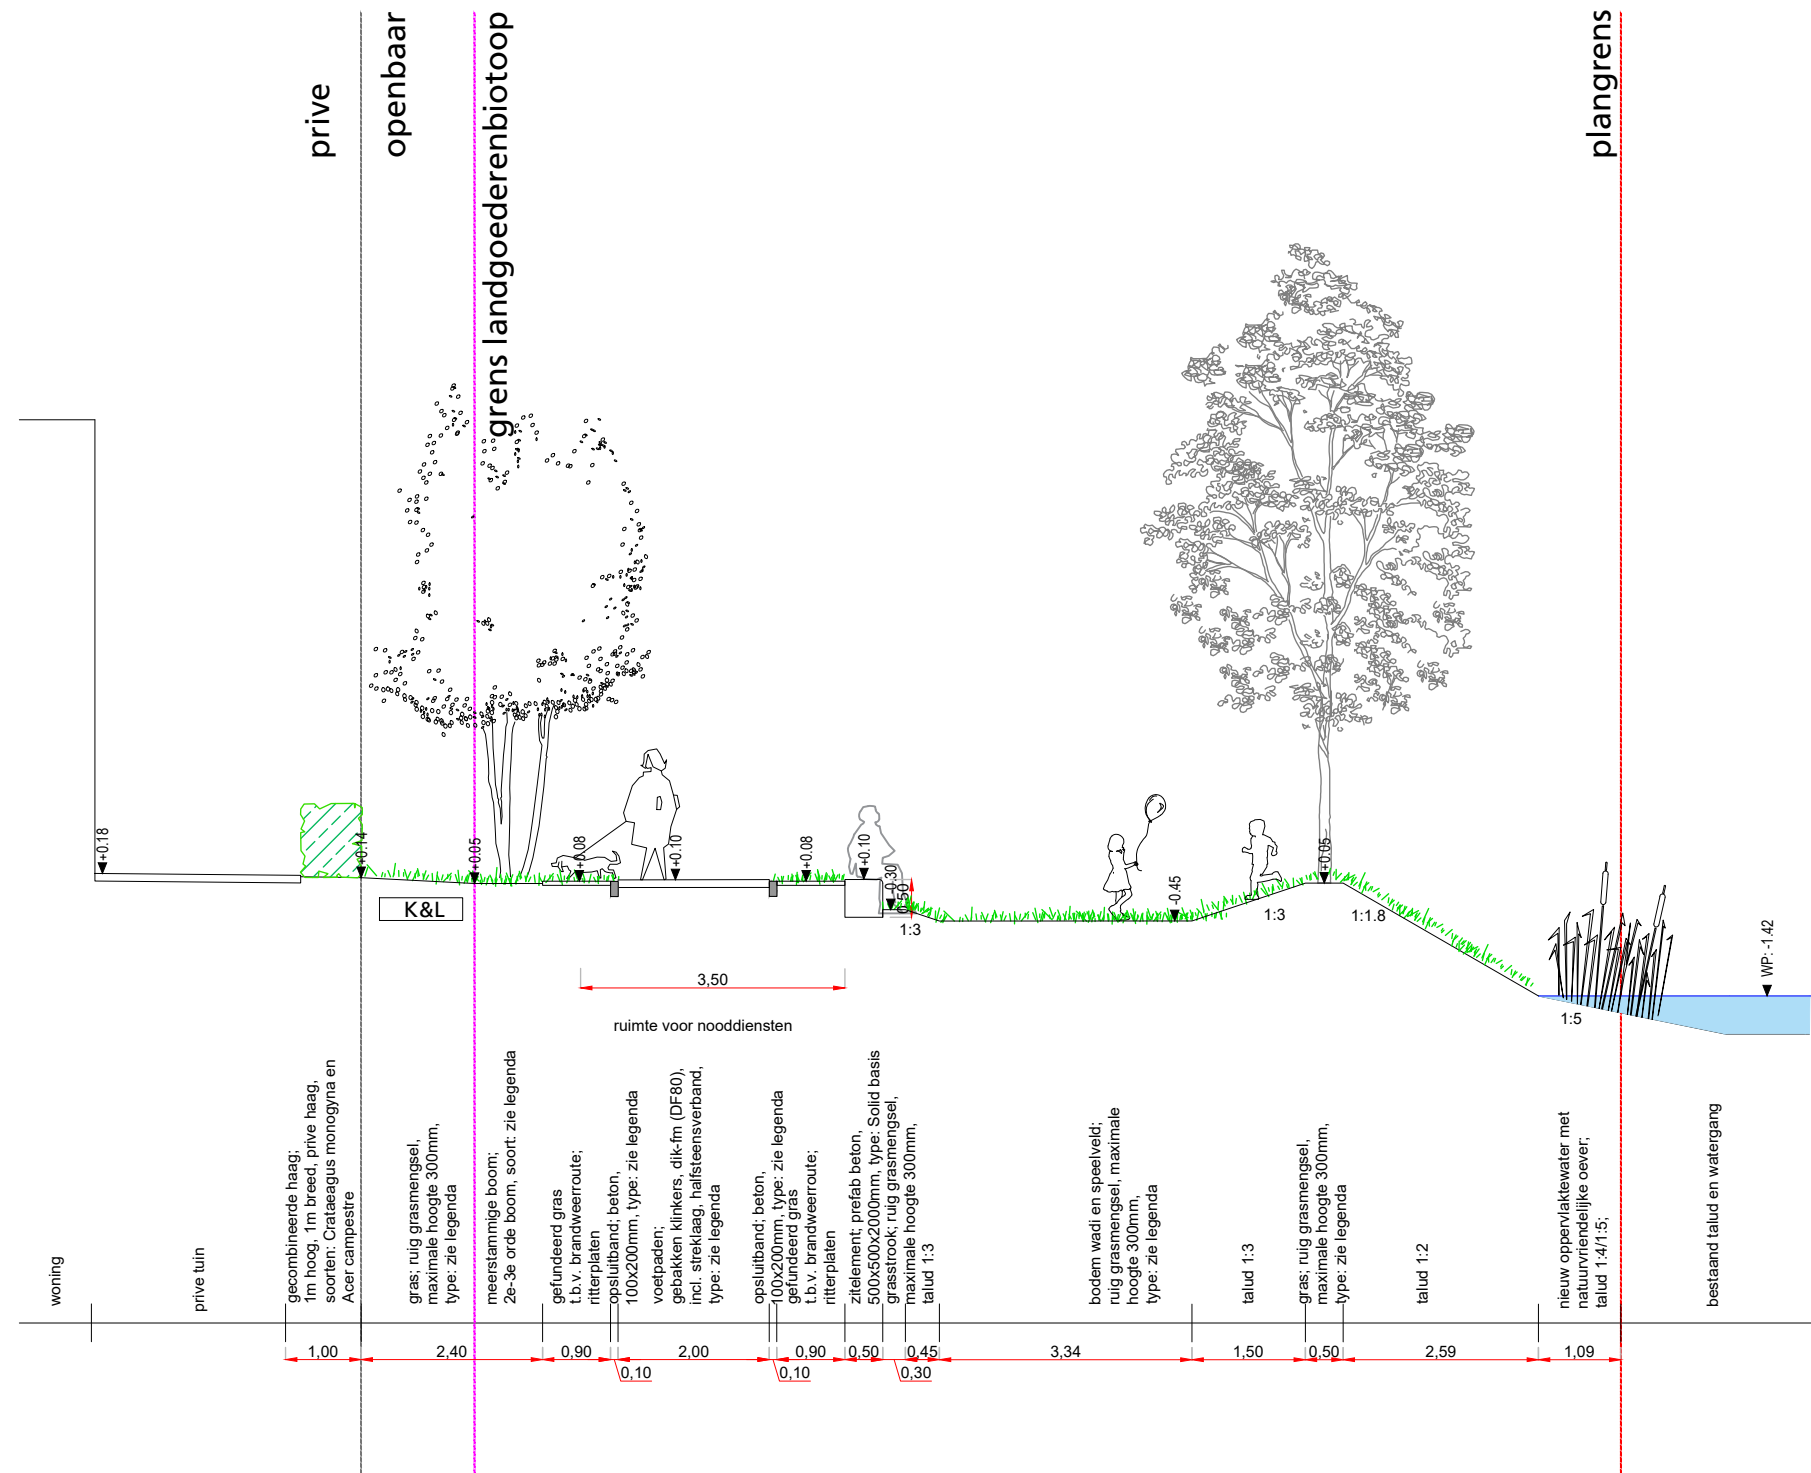 prive
openbaar
grens landgoederenbiotoop
plangrens
+0.18
+0.14
+0.05
+0.08
+0.10
+0.08
+0.10
-0.30
0,50
-0.45
+0.05
WP: -1.42
K&L
1:3
1:3
1:1.8
1:5
3,50
ruimte voor nooddiensten
woning
prive tuin
gecombineerde haag;
1m hoog, 1m breed, prive haag,
soorten: Crataeagus monogyna en
Acer campestre
gras; ruig grasmengsel,
maximale hoogte 300mm,
type: zie legenda
meerstammige boom;
2e-3e orde boom, soort: zie legenda
gefundeerd gras
t.b.v. brandweerroute;
ritterplaten
opsluitband; beton,
100x200mm, type: zie legenda
voetpaden;
gebakken klinkers, dik-fm (DF80),
incl. streklaag, halfsteensverband,
type: zie legenda
opsluitband; beton,
100x200mm, type: zie legenda
gefundeerd gras
t.b.v. brandweerroute;
ritterplaten
zitelement; prefab beton,
500x500x2000mm, type: Solid basis
grasstrook; ruig grasmengsel,
maximale hoogte 300mm,
talud 1:3
bodem wadi en speelveld;
ruig grasmengsel, maximale
hoogte 300mm,
type: zie legenda
talud 1:3
gras; ruig grasmengsel,
maximale hoogte 300mm,
type: zie legenda
talud 1:2
nieuw oppervlaktewater met
natuurvriendelijke oever;
talud 1:4/1:5;
bestaand talud en watergang
1,00
2,40
0,90
0,10
2,00
0,10
0,90
0,50
0,30
0,45
3,34
1,50
0,50
2,59
1,09